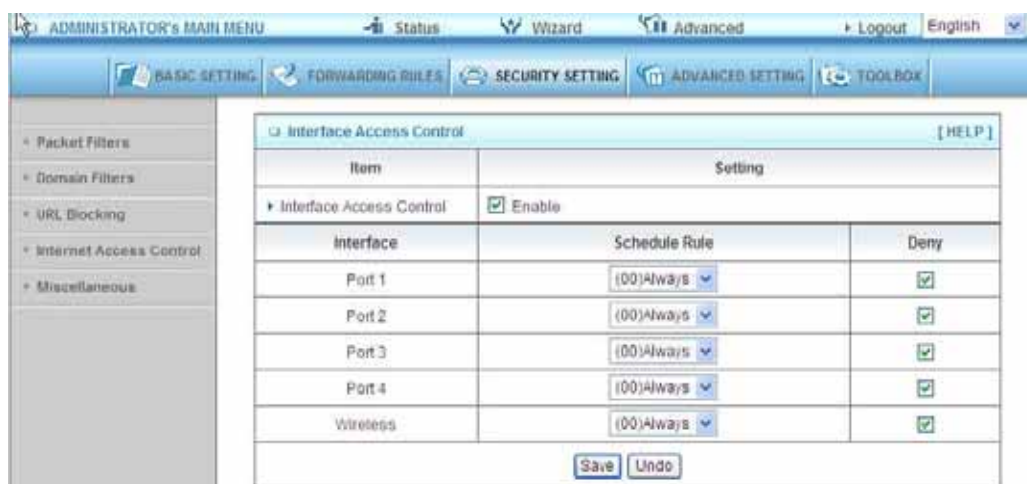 ADMINISTRATOR's MAIN MENU Status Wizard Advanced Logout English
BASIC SETTING FORWARDING RULES SECURITY SETTING ADVANCED SETTING TOOLBOX
Packet Filters
Domain Filters
URL Blocking
Internet Access Control
Miscellaneous
Interface Access Control [HELP]
Item Setting
Interface Access Control Enable
Interface Schedule Rule Deny
Port 1 (00)Always
Port 2 (00)Always
Port 3 (00)Always
Port 4 (00)Always
Wireless (00)Always
Save Undo